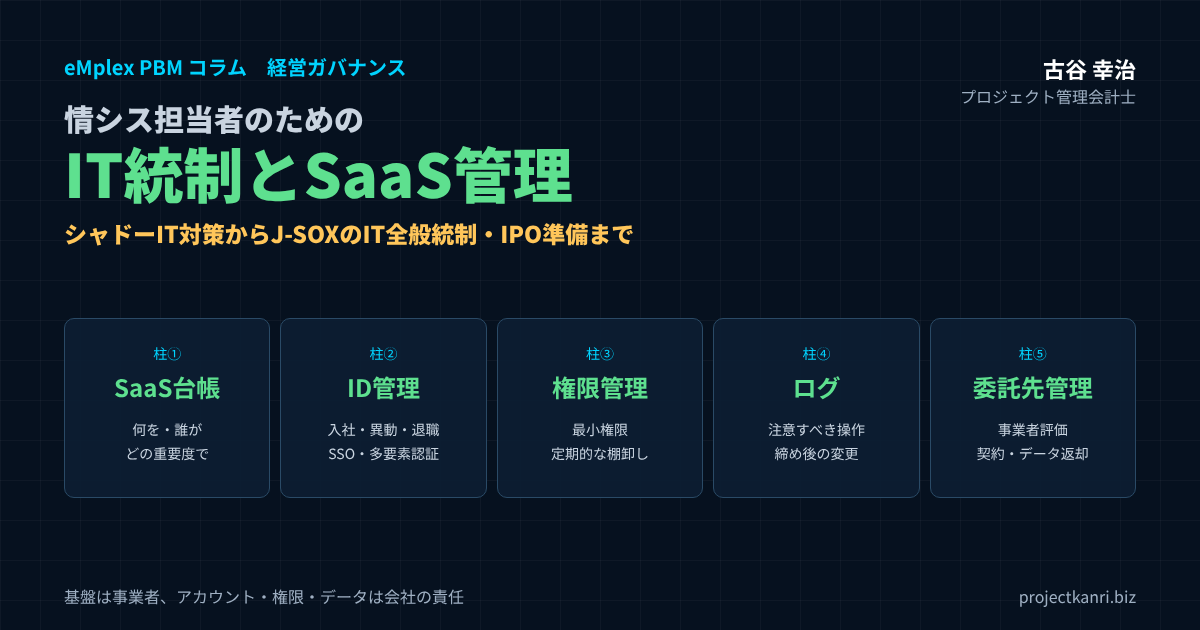 eMplex PBM コラム　経営ガバナンス
古谷 幸治
プロジェクト管理会計士
情シス担当者のための
IT統制とSaaS管理
シャドーIT対策からJ-SOXのIT全般統制・IPO準備まで
柱①
SaaS台帳
何を・誰が
どの重要度で
柱②
ID管理
入社・異動・退職
SSO・多要素認証
柱③
権限管理
最小権限
定期的な棚卸し
柱④
ログ
注意すべき操作
締め後の変更
柱⑤
委託先管理
事業者評価
契約・データ返却
基盤は事業者、アカウント・権限・データは会社の責任
projectkanri.biz